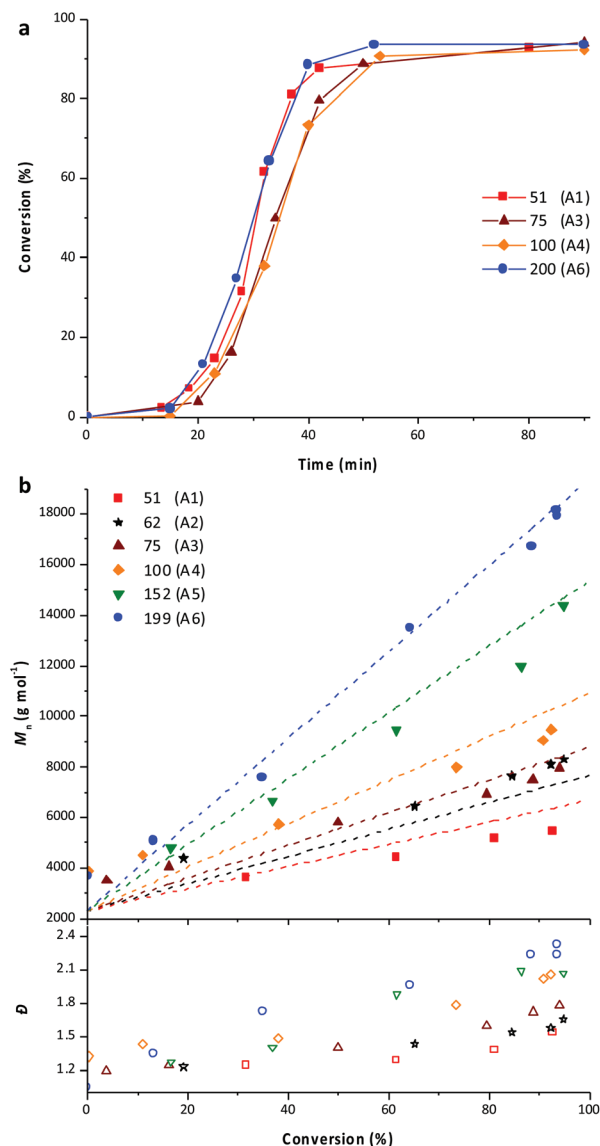 a
100
80
60
40
20
0
Conversion (%)
51 (A1)
75 (A3)
100 (A4)
200 (A6)
0 20 40 60 80
Time (min)
b
51 (A1)
62 (A2)
75 (A3)
100 (A4)
152 (A5)
199 (A6)
18000
16000
14000
12000
10000
8000
6000
4000
2000
Mn (g mol-1)
2.4
2.1
1.8
1.5
1.2
Đ
0 20 40 60 80 100
Conversion (%)